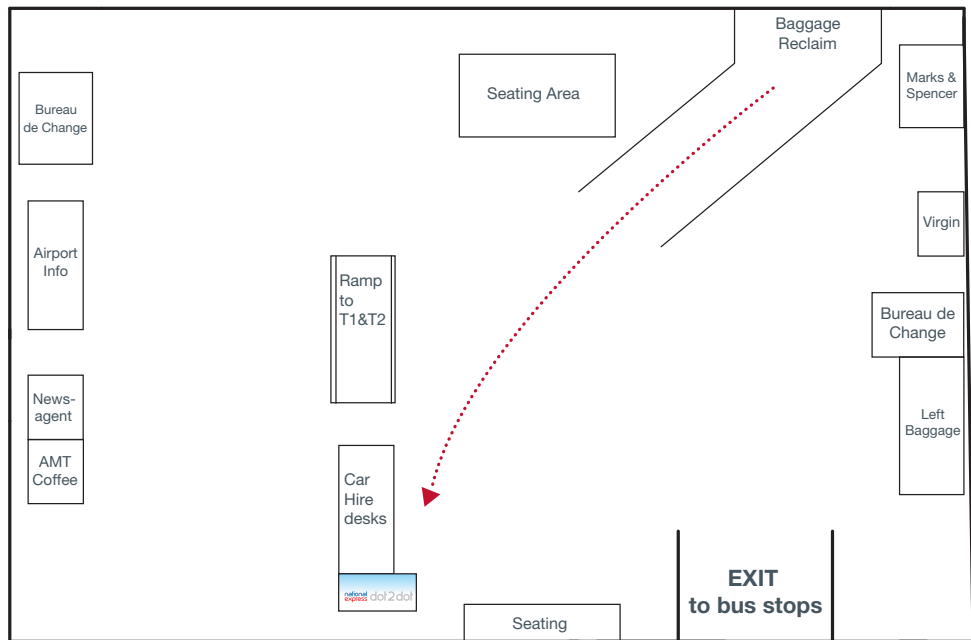 Baggage
Reclaim
Seating Area
Marks &
Spencer
Bureau
de Change
Virgin
Airport
Info
Ramp
to
T1&T2
Bureau de
Change
News-
agent
Left
Baggage
AMT
Coffee
Car
Hire
desks
national
express dot2dot
EXIT
to bus stops
Seating